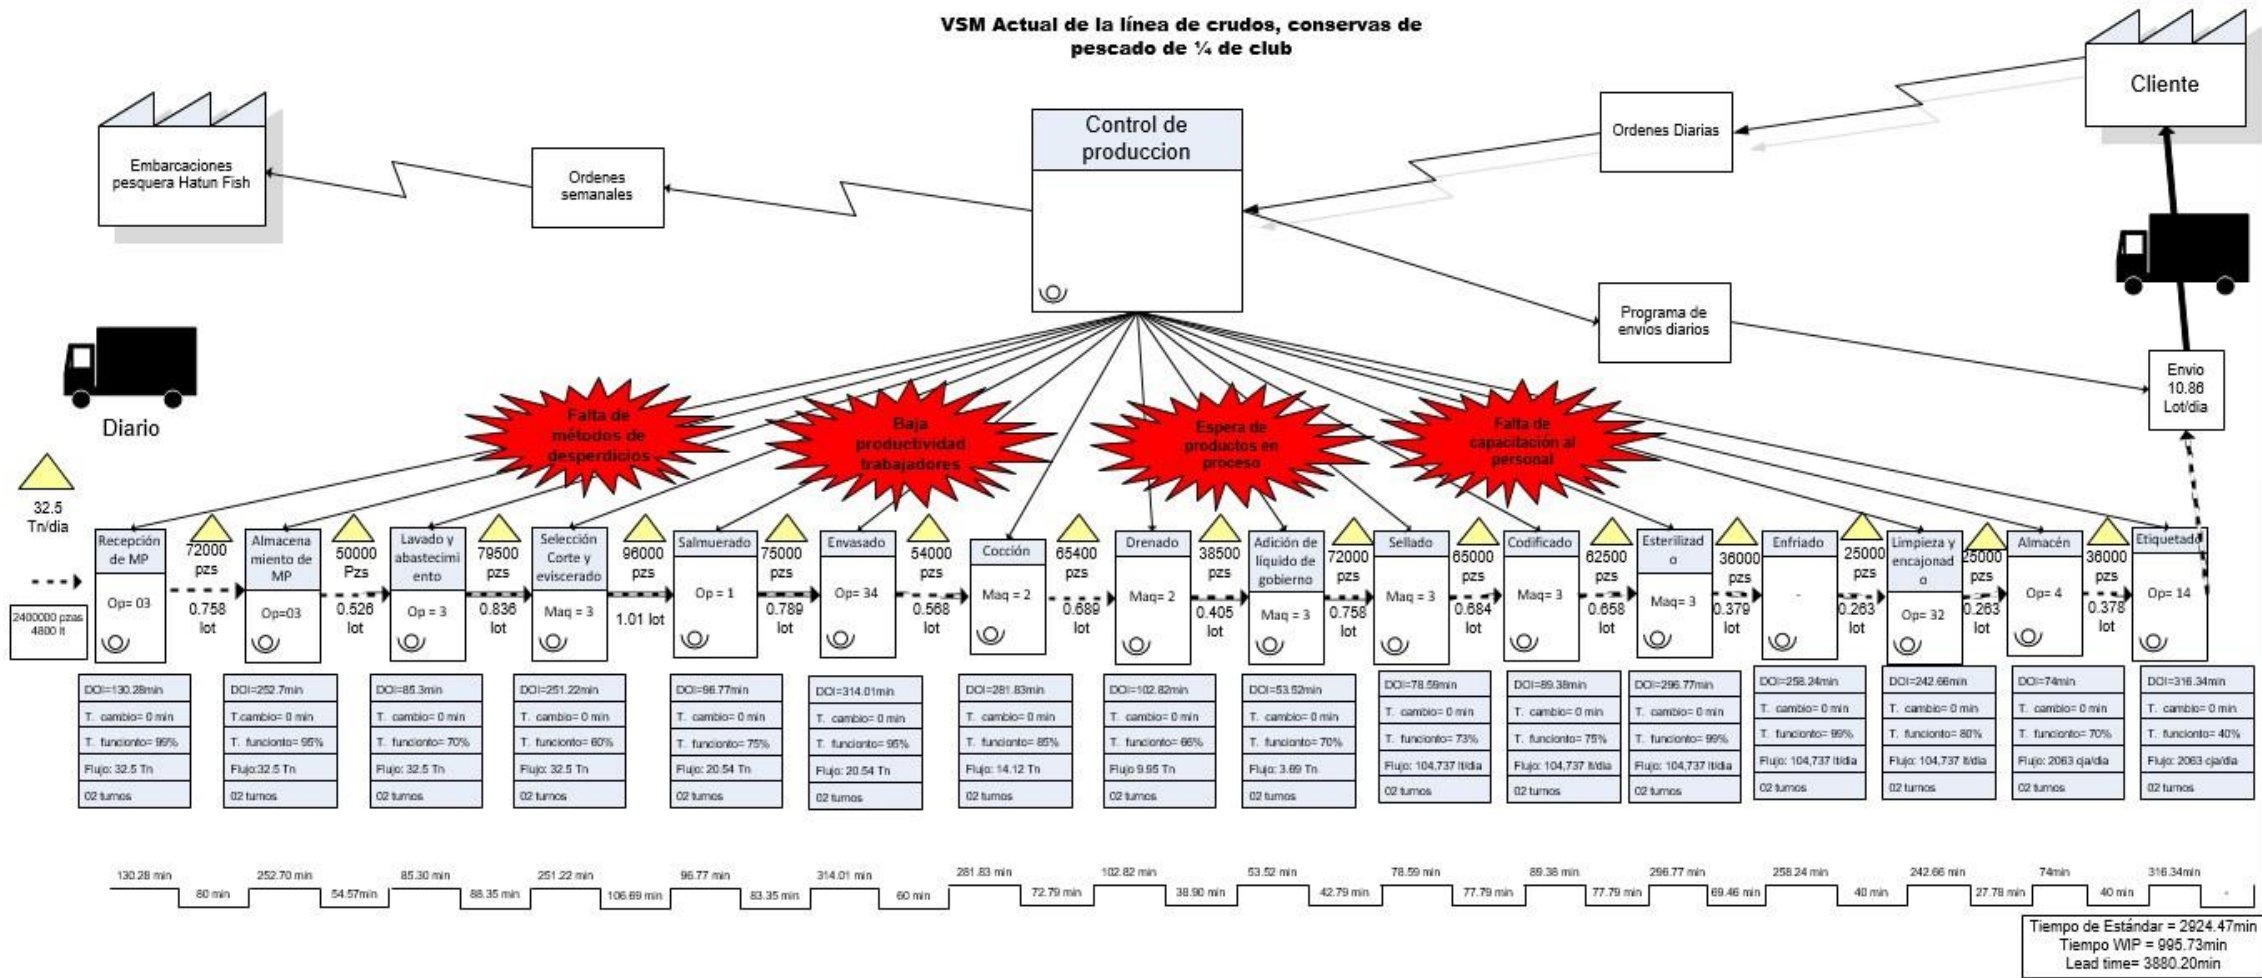 VSM Actual de la línea de crudos, conservas de
pescado de ¼ de club
Embarcaciones
pesquera Hatun Fish
Ordenes
semanales
Control de
produccion
Ordenes Diarias
Cliente
Programa de
envios diarios
Envio
10.86
Lot/dia
Diario
Falta de
métodos de
desperdicios
Baja
productividad
trabajadores
Espera de
productos en
proceso
Falta de
capacitación al
personal
32.5
Tn/dia
2400000 pzas
4800 lt
Recepción
de MP
Op= 03
72000
pzs
0.758
lot
Almacena
miento de
MP
Op=03
50000
Pzs
0.526
lot
Lavado y
abastecimi
ento
Op = 3
79500
pzs
0.836
lot
Selección
Corte y
eviscerado
Maq = 3
96000
pzs
1.01 lot
Salmuerado
Op = 1
75000
pzs
0.789
lot
Envasado
Op= 34
54000
pzs
0.568
lot
Cocción
Maq = 2
65400
pzs
0.689
lot
Drenado
Maq= 2
38500
pzs
0.405
lot
Adición de
líquido de
gobierno
Maq = 3
72000
pzs
0.758
lot
Sellado
Maq = 3
65000
pzs
0.684
lot
Codificado
Maq= 3
62500
pzs
0.658
lot
Esterilizad
o
Maq= 3
36000
pzs
0.379
lot
Enfriado
-
25000
pzs
0.263
lot
Limpieza y
encajonad
o
Op= 32
25000
pzs
0.263
lot
Almacén
Op= 4
36000
pzs
0.378
lot
Etiquetado
Op= 14
DOI=130.28min
T. cambio= 0 min
T. funcionto= 99%
Flujo: 32.5 Tn
02 turnos
DOI=252.7min
T.cambio= 0 min
T. funcionto= 95%
Flujo:32.5 Tn
02 turnos
DOI=85.3min
T. cambio= 0 min
T. funcionto= 70%
Flujo: 32.5 Tn
02 turnos
DOI=251.22min
T. cambio= 0 min
T. funcionto= 60%
Flujo: 32.5 Tn
02 turnos
DOI=96.77min
T. cambio= 0 min
T. funcionto= 75%
Flujo: 20.54 Tn
02 turnos
DOI=314.01min
T. cambio= 0 min
T. funcionto= 95%
Flujo: 20.54 Tn
02 turnos
DOI=281.83min
T. cambio= 0 min
T. funcionto= 85%
Flujo: 14.12 Tn
02 turnos
DOI=102.82min
T. cambio= 0 min
T. funcionto= 66%
Flujo 9.95 Tn
02 turnos
DOI=53.52min
T. cambio= 0 min
T. funcionto= 70%
Flujo: 3.69 Tn
02 turnos
DOI=78.59min
T. cambio= 0 min
T. funcionto= 73%
Flujo: 104,737 lt/dia
02 turnos
DOI=89.38min
T. cambio= 0 min
T. funcionto= 75%
Flujo: 104,737 lt/dia
02 turnos
DOI=296.77min
T. cambio= 0 min
T. funcionto= 99%
Flujo: 104,737 lt/dia
02 turnos
DOI=258.24min
T. cambio= 0 min
T. funcionto= 99%
Flujo: 104,737 lt/dia
02 turnos
DOI=242.66min
T. cambio= 0 min
T. funcionto= 80%
Flujo: 104,737 lt/dia
02 turnos
DOI=74min
T. cambio= 0 min
T. funcionto= 70%
Flujo: 2063 cja/dia
02 turnos
DOI=316.34min
T. cambio= 0 min
T. funcionto= 40%
Flujo: 2063 cja/dia
02 turnos
130.28 min
80 min
252.70 min
54.57min
85.30 min
88.35 min
251.22 min
106.69 min
96.77 min
83.35 min
314.01 min
60 min
281.83 min
72.79 min
102.82 min
38.90 min
53.52 min
42.79 min
78.59 min
77.79 min
89.38 min
77.79 min
296.77 min
69.46 min
258.24 min
40 min
242.66 min
27.78 min
74min
40 min
316.34min
-
Tiempo de Estándar = 2924.47min
Tiempo WIP = 995.73min
Lead time= 3880.20min